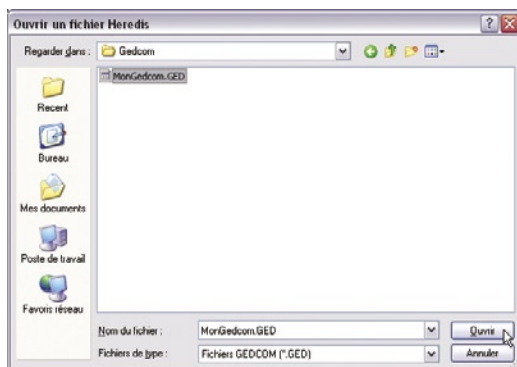 Ouvrir un fichier Heredis
Regarder dans : Gedcom
MonGedcom.GED
Recent
Bureau
Mes documents
Poste de travail
Favoris réseau
Nom du fichier : MonGedcom.GED Ouvrir
Fichiers de type : Fichiers GEDCOM (*.GED) Annuler